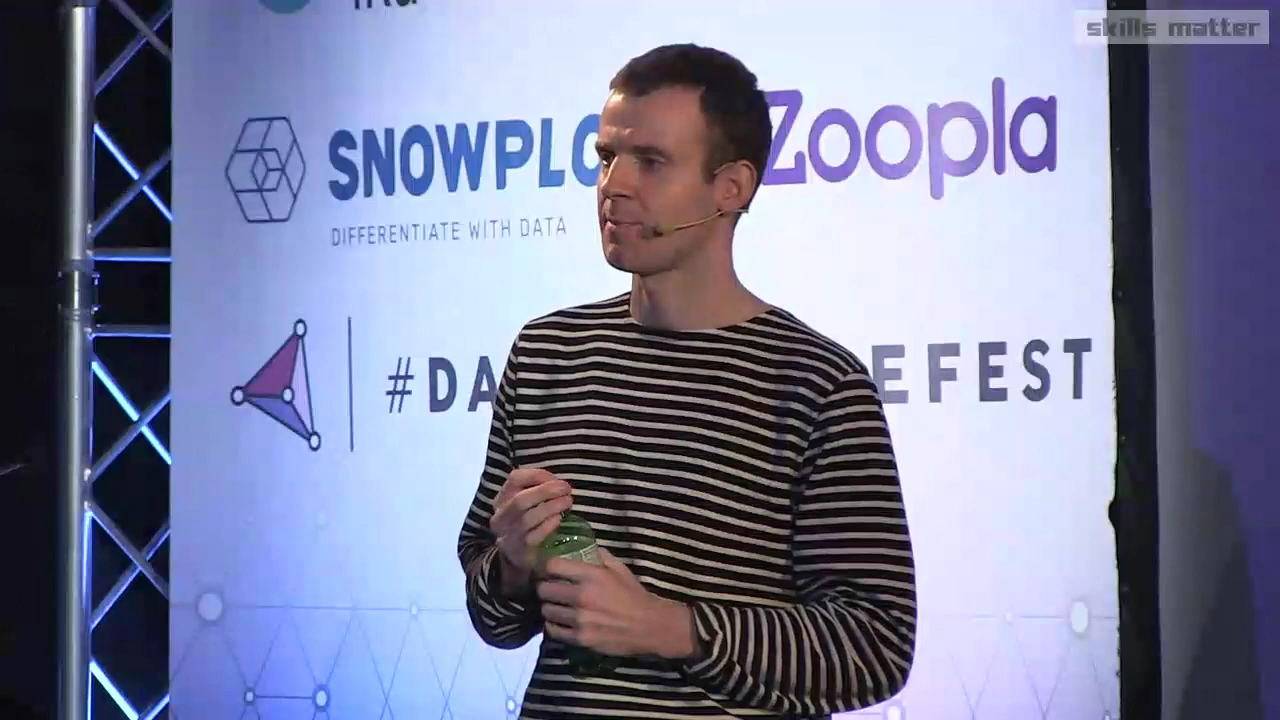 skills matter
SNOWPLO
Zoopla
DIFFERENTIATE WITH DATA
#DA EFEST